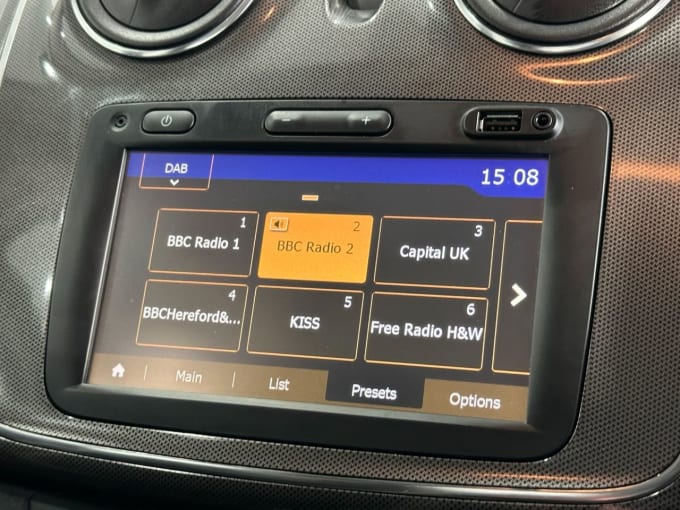 DAB
15 08
1
BBC Radio 1
2
BBC Radio 2
3
Capital UK
4
BBCHereford&...
5
KISS
6
Free Radio H&W
Main
List
Presets
Options